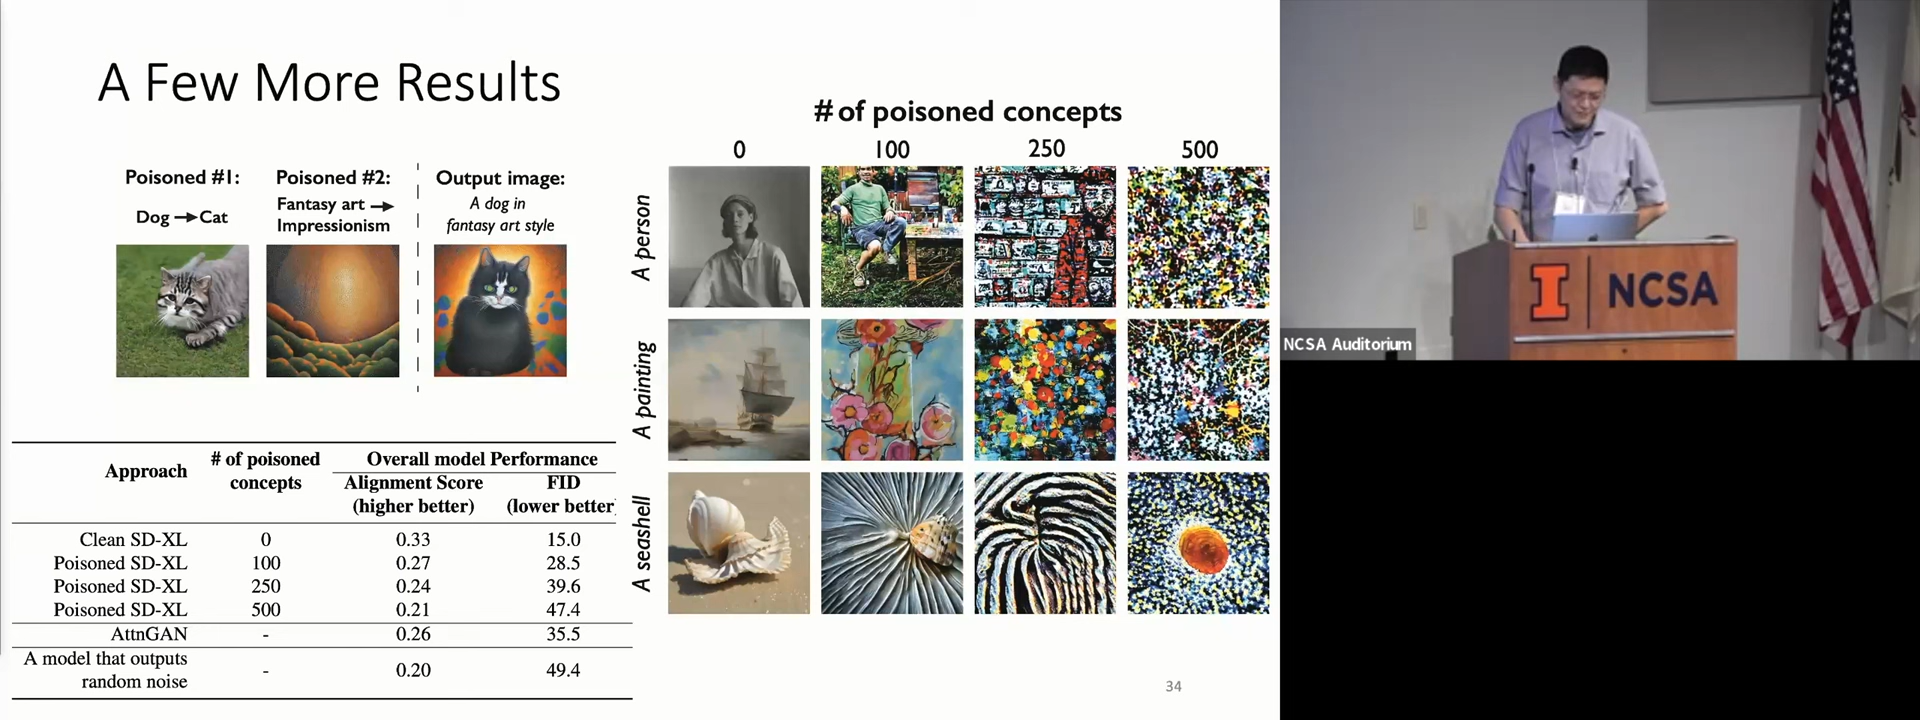 A Few More Results
Poisoned #1:
Dog → Cat
Poisoned #2:
Fantasy art →
Impressionism
Output image:
A dog in
fantasy art style
Approach
# of poisoned
concepts
Overall model Performance
Alignment Score
(higher better)
FID
(lower better
Clean SD-XL 0 0.33 15.0
Poisoned SD-XL 100 0.27 28.5
Poisoned SD-XL 250 0.24 39.6
Poisoned SD-XL 500 0.21 47.4
AttnGAN - 0.26 35.5
A model that outputs
random noise
- 0.20 49.4
# of poisoned concepts
0 100 250 500
A person
A painting
A seashell
34
I NCSA
NCSA Auditorium